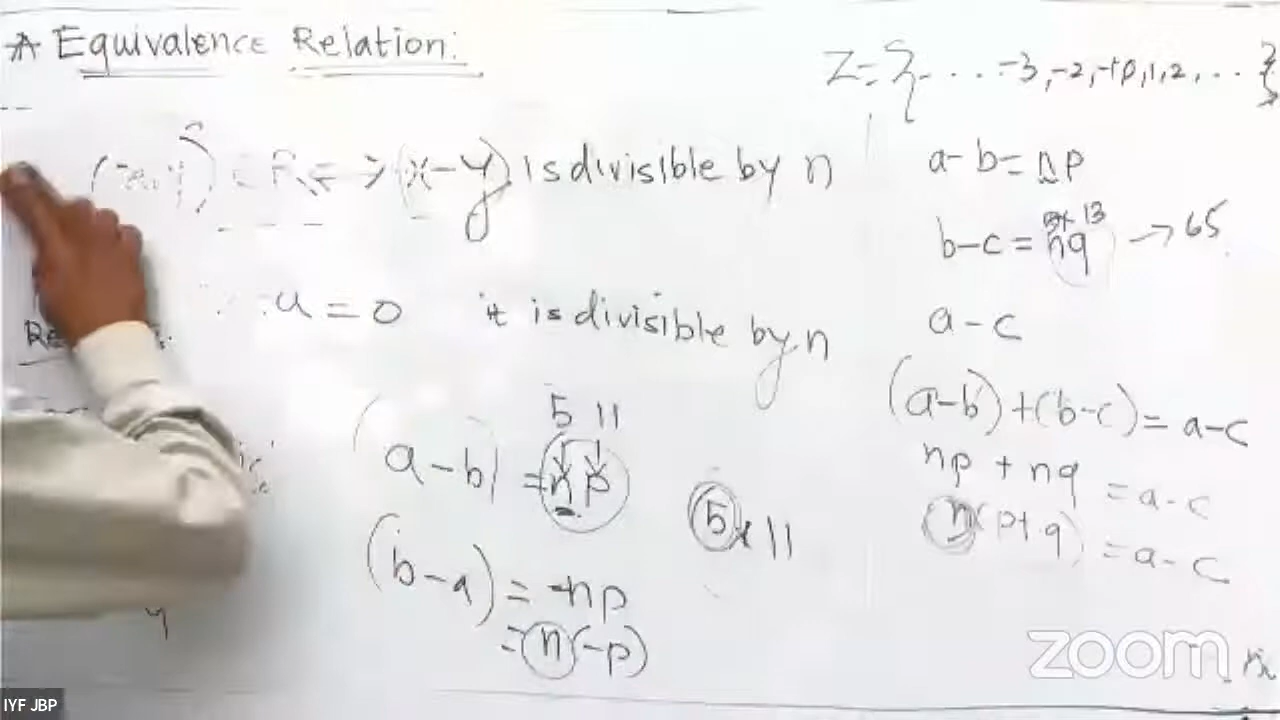 Equivalence Relation:
Z = { . . . . -3, -2, -1 0, 1, 2, . . . }
(x-y) is divisible by n
a - b = np
b - c = nq → 65
5x 13
a = 0 it is divisible by n
a - c
(a-b) + (b-c) = a-c
np + nq = a-c
n(p+q) = a-c
5 11
(a-b) = np
5 x 11
(b-a) = -np
= n(-p)
zoom
IYF JBP